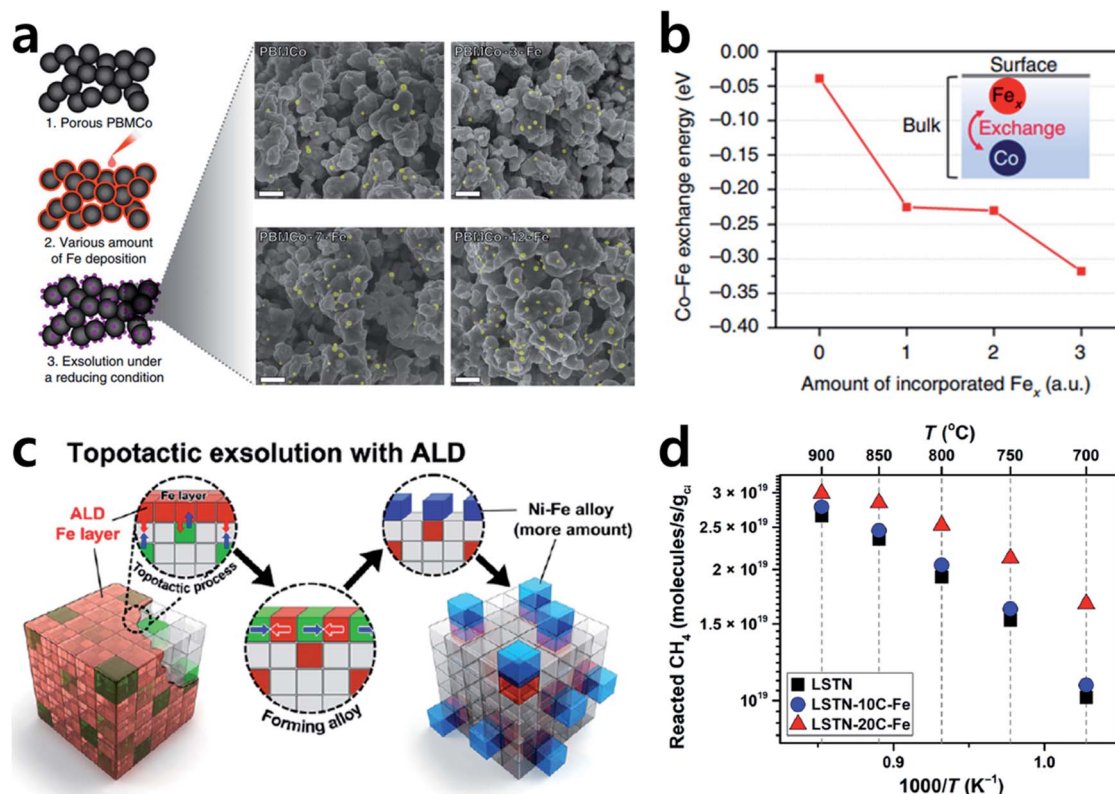 a
1. Porous PBMCo
2. Various amount
of Fe deposition
3. Exsolution under
a reducing condition
PBMCo
PBMCo - 3 - Fe
PBMCo - 7 - Fe
PBMCo - 12 - Fe
b
Co–Fe exchange energy (eV
0.00
−0.05
−0.10
−0.15
−0.20
−0.25
−0.30
−0.35
−0.40
0
1
2
3
Amount of incorporated Feₓ (a.u.)
Surface
Bulk
Feₓ
Exchange
Co
c
Topotactic exsolution with ALD
ALD
Fe layer
Fe layer
Topotactic process
Forming alloy
Ni-Fe alloy
(more amount)
d
T (°C)
900
850
800
750
700
Reacted CH₄ (molecules/s/g
3 × 10¹⁹
2.5 × 10¹⁹
2 × 10¹⁹
1.5 × 10¹⁹
10¹⁹
LSTN
LSTN-10C-Fe
LSTN-20C-Fe
0.9
1.0
1000/T (K⁻¹)